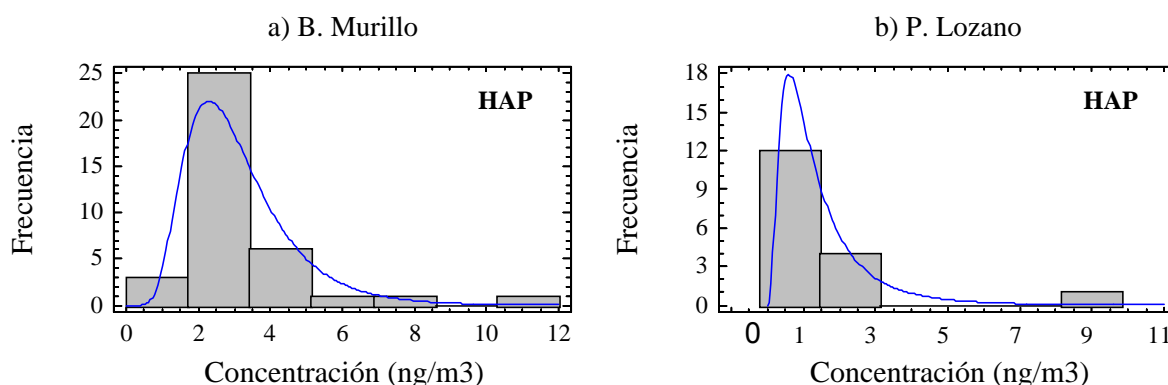 a) B. Murillo
HAP
Frecuencia
25
20
15
10
5
0
0 2 4 6 8 10 12
Concentración (ng/m3)
b) P. Lozano
HAP
Frecuencia
18
15
12
9
6
3
0
0 1 3 5 7 9 11
Concentración (ng/m3)